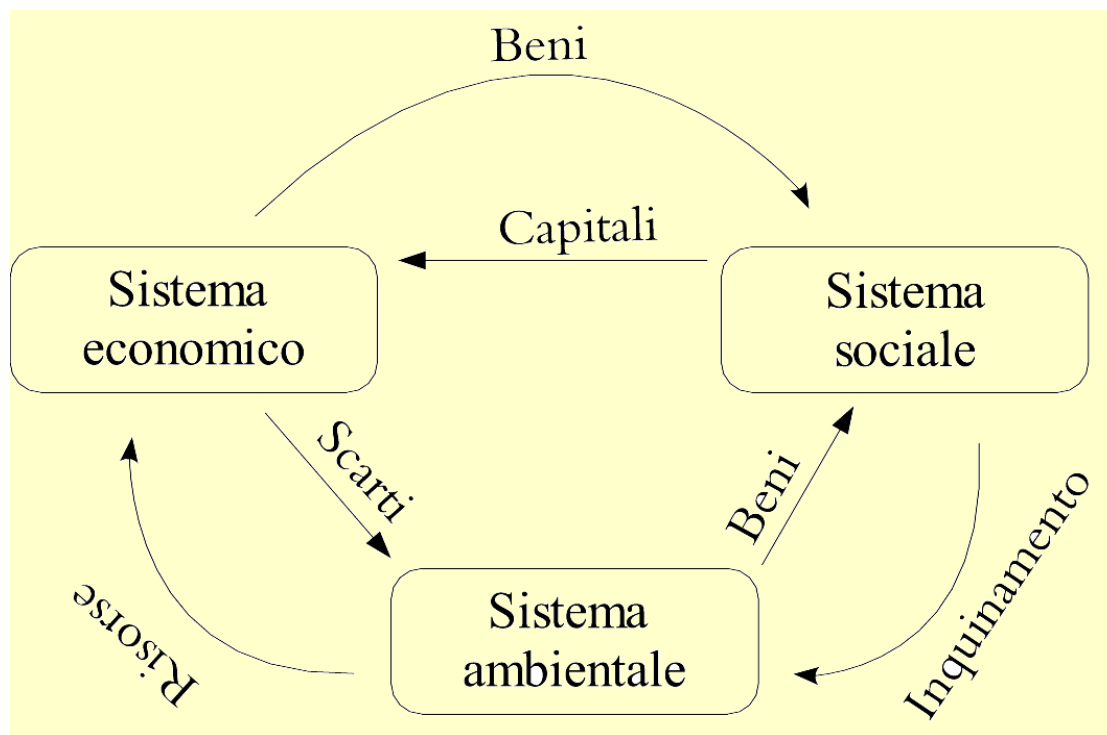 Beni
Capitali
Sistema
economico
Sistema
sociale
Scarti
Beni
Inquinamento
Risorse
Sistema
ambientale